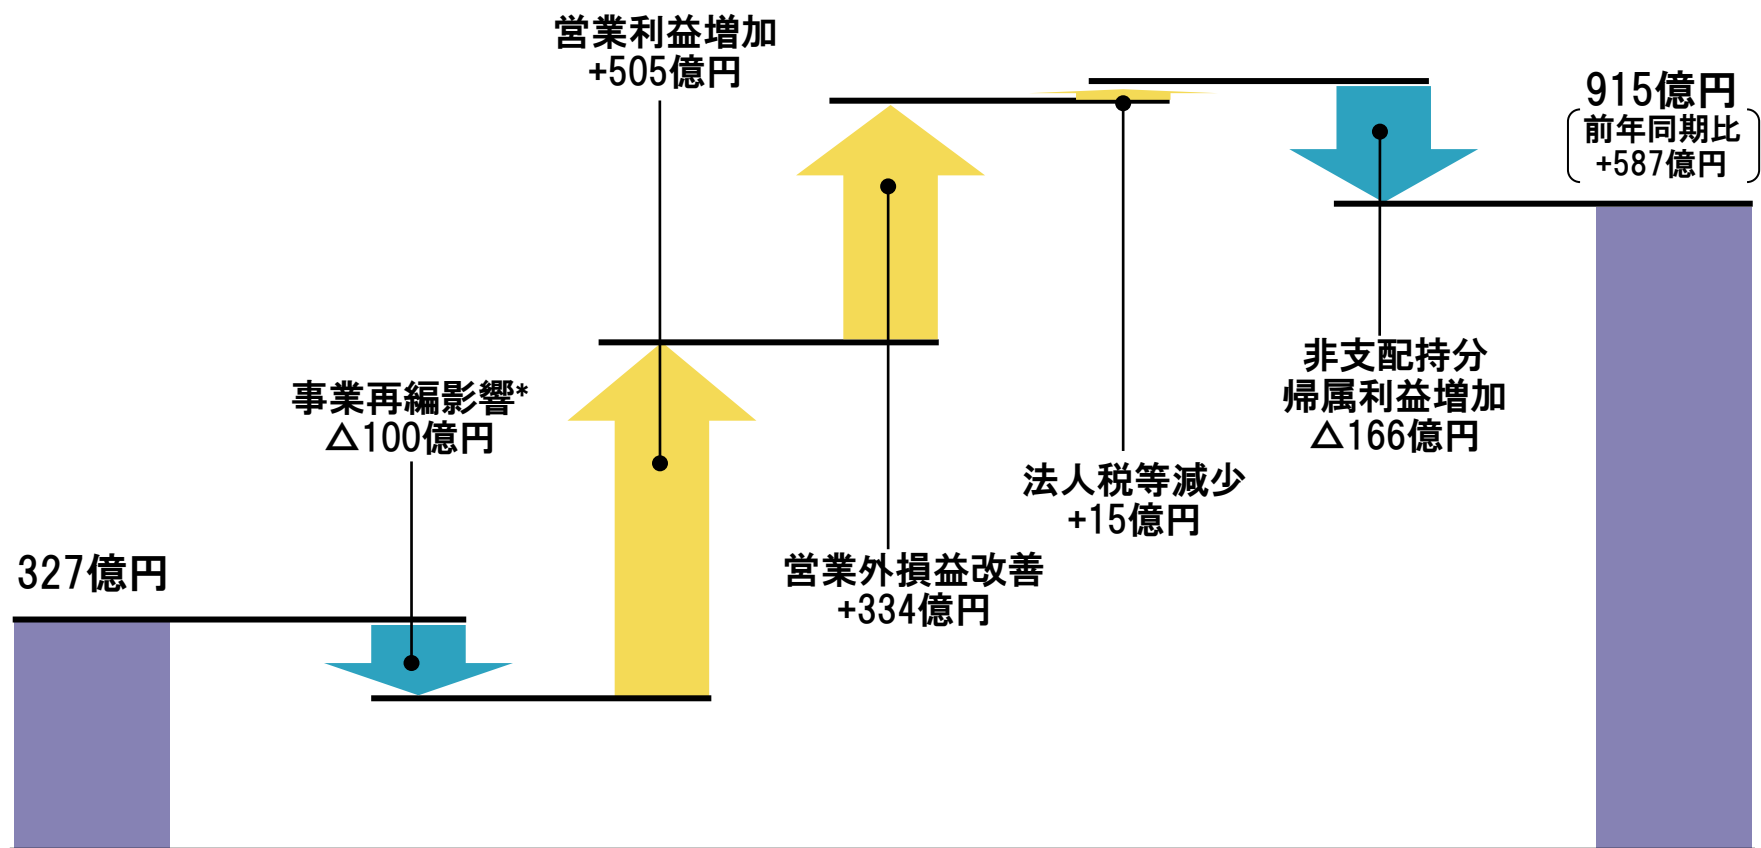 営業利益増加
+505億円
915億円
前年同期比
+587億円
事業再編影響*
△100億円
非支配持分
帰属利益増加
△166億円
法人税等減少
+15億円
327億円
営業外損益改善
+334億円